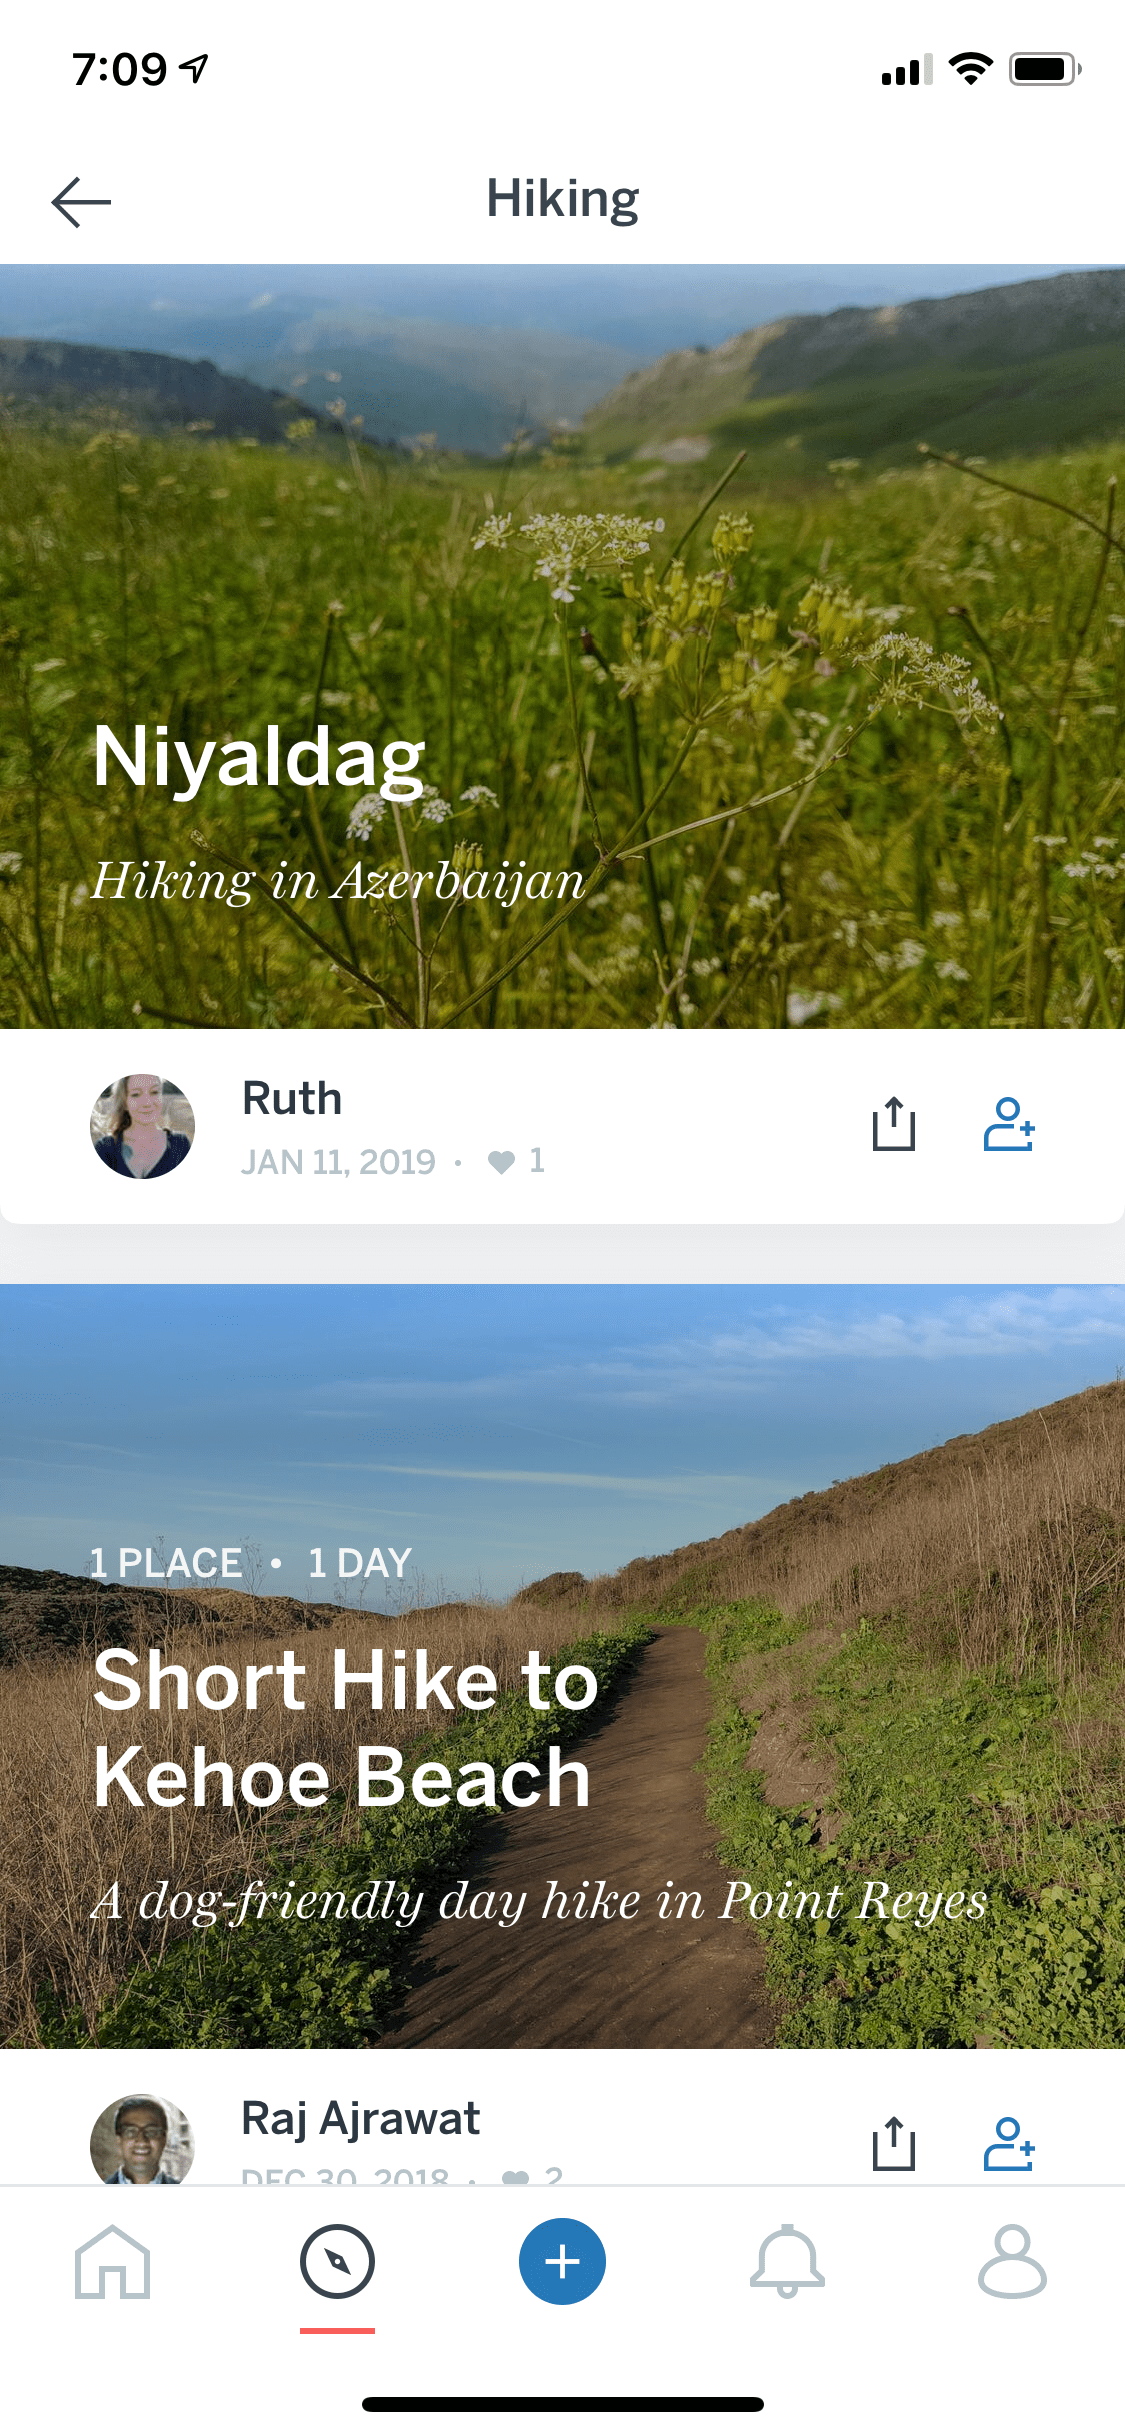 7:09
Hiking
Niyaldag
Hiking in Azerbaijan
Ruth
JAN 11, 2019 · 1
1 PLACE • 1 DAY
Short Hike to
Kehoe Beach
A dog-friendly day hike in Point Reyes
Raj Ajrawat
DEC 30, 2018 · 2